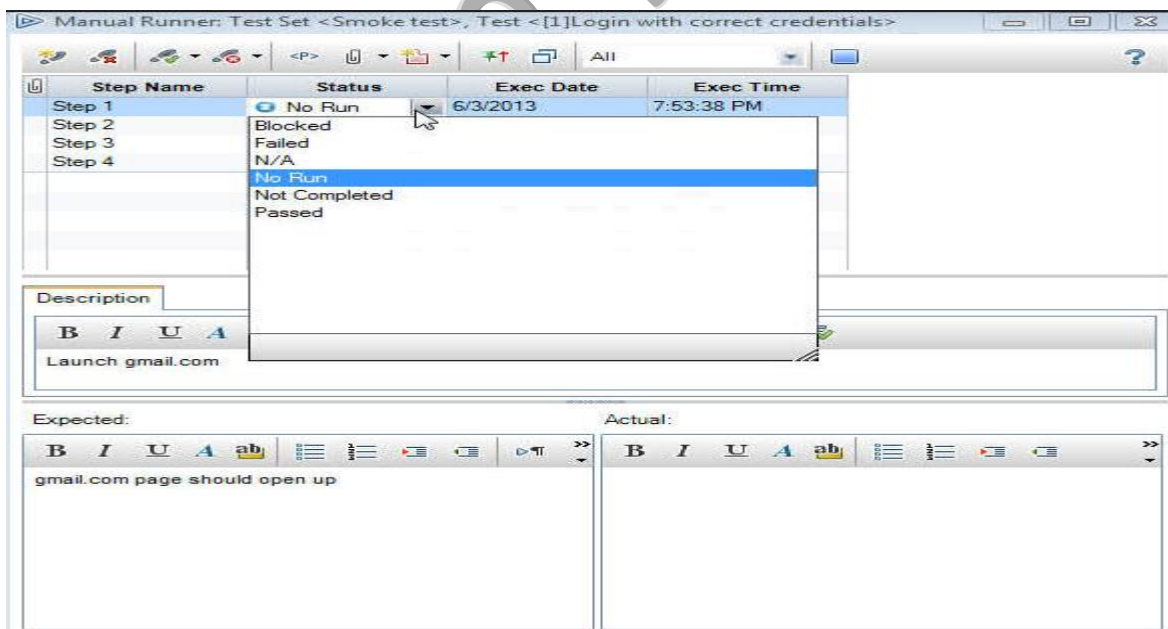 Manual Runner: Test Set <Smoke test>, Test <[1]Login with correct credentials>
<P> All ?
Step Name Status Exec Date Exec Time
Step 1 No Run 6/3/2013 7:53:38 PM
Step 2
Step 3
Step 4
Blocked
Failed
N/A
No Run
Not Completed
Passed
Description
B I U A
Launch gmail.com
Expected: Actual:
B I U A ab ¶ » B I U A ab »
gmail.com page should open up